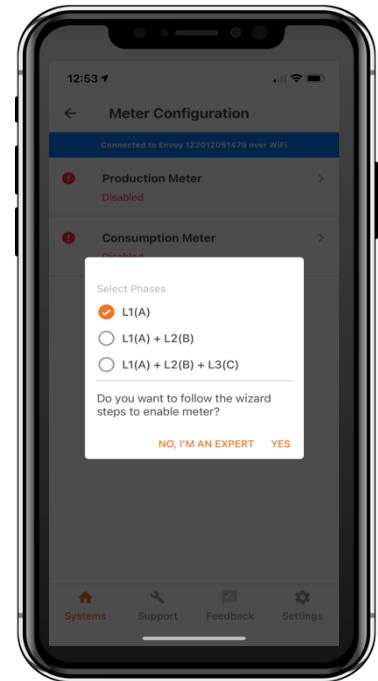 12:53
Meter Configuration
Connected to Envoy 122012051479 over WiFi
Production Meter
Disabled
Consumption Meter
Disabled
Select Phases
L1(A)
L1(A) + L2(B)
L1(A) + L2(B) + L3(C)
Do you want to follow the wizard
steps to enable meter?
NO, I'M AN EXPERT YES
Systems Support Feedback Settings